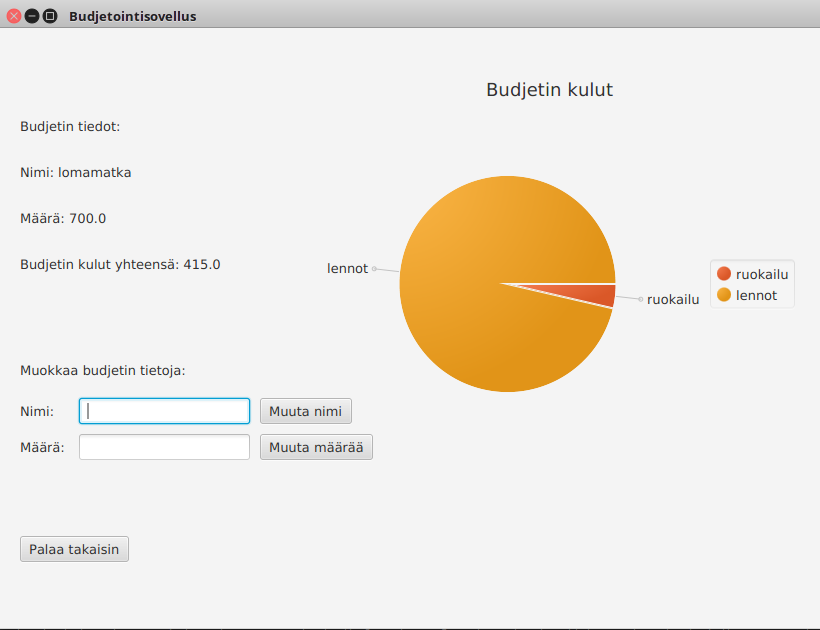 Budjetointisovellus
Budjetin kulut
Budjetin tiedot:
Nimi: lomamatka
Määrä: 700.0
Budjetin kulut yhteensä: 415.0
lennot
ruokailu
ruokailu
lennot
Muokkaa budjetin tietoja:
Nimi: Muuta nimi
Määrä: Muuta määrää
Palaa takaisin